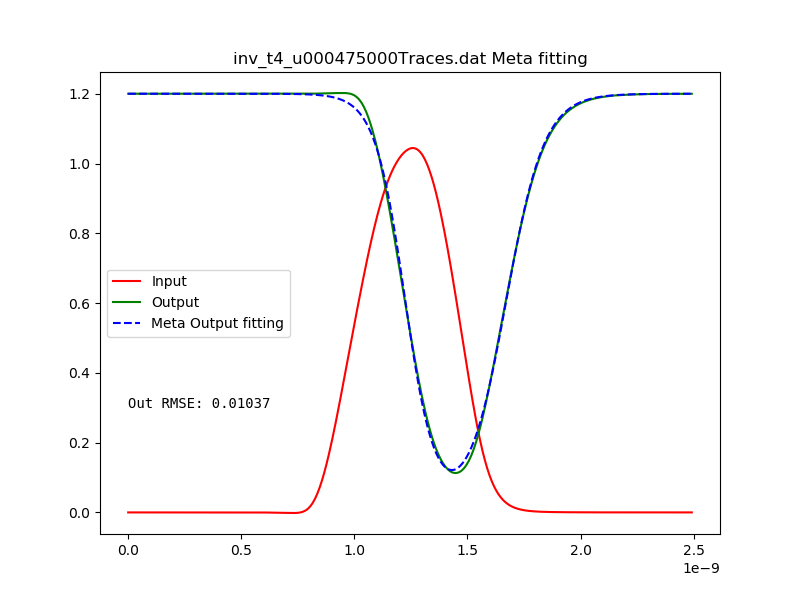 inv_t4_u000475000Traces.dat Meta fitting
1.2
1.0
0.8
0.6
0.4
0.2
0.0
Input
Output
Meta Output fitting
Out RMSE: 0.01037
0.0
0.5
1.0
1.5
2.0
2.5
1e−9